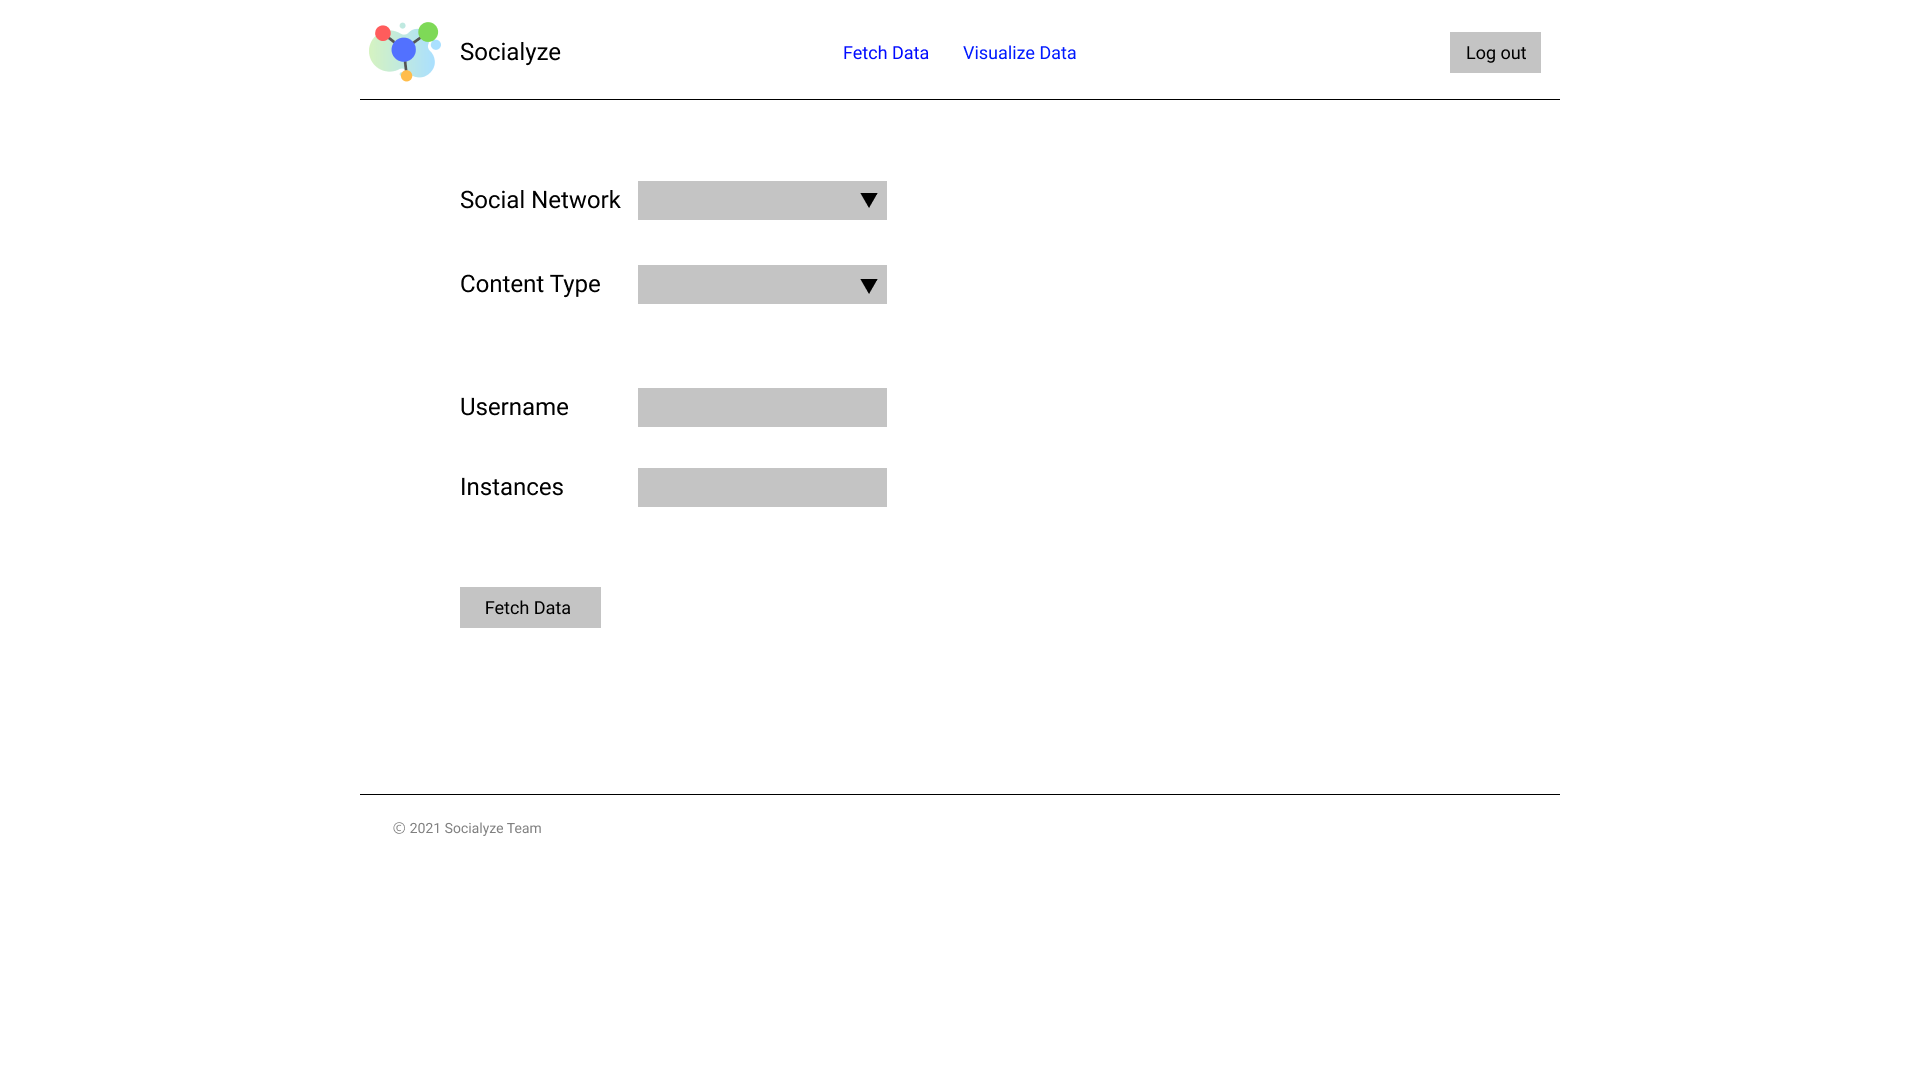 Socialyze
Fetch Data
Visualize Data
Log out
Social Network
Content Type
Username
Instances
Fetch Data
© 2021 Socialyze Team